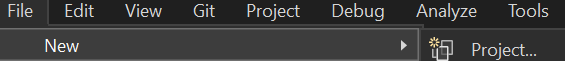 File Edit View Git Project Debug Analyze Tools
New Project...